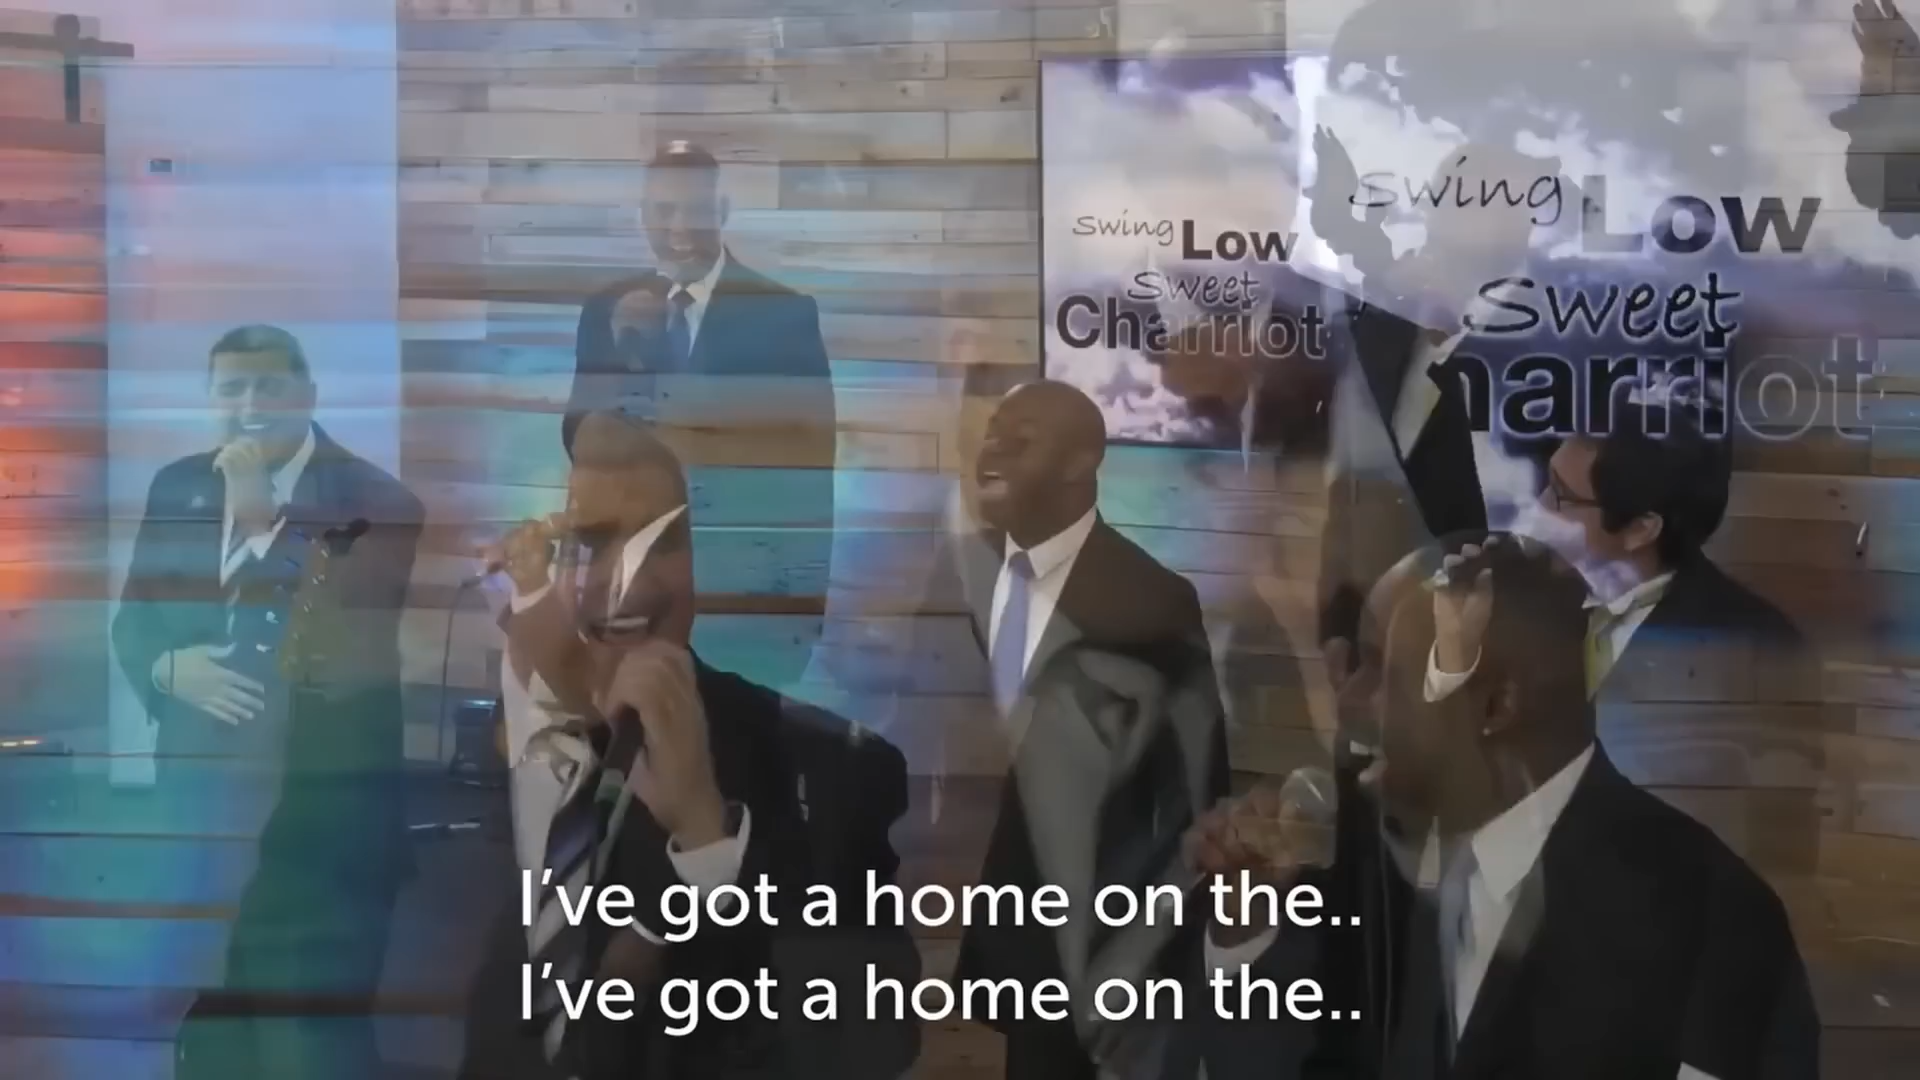 Swing Low
Sweet
Charriot
Swing Low
Sweet
harriot
I've got a home on the..
I've got a home on the..